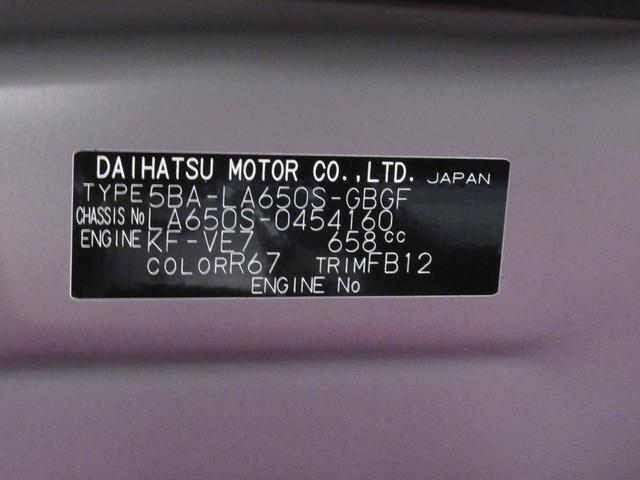 DAIHATSU MOTOR CO.,LTD. JAPAN
TYPE 5BA-LA650S-GBGF
CHASSIS No LA650S-0454160
ENGINE KF-VE7 658cc
COLOR R67 TRIM FB12
ENGINE No